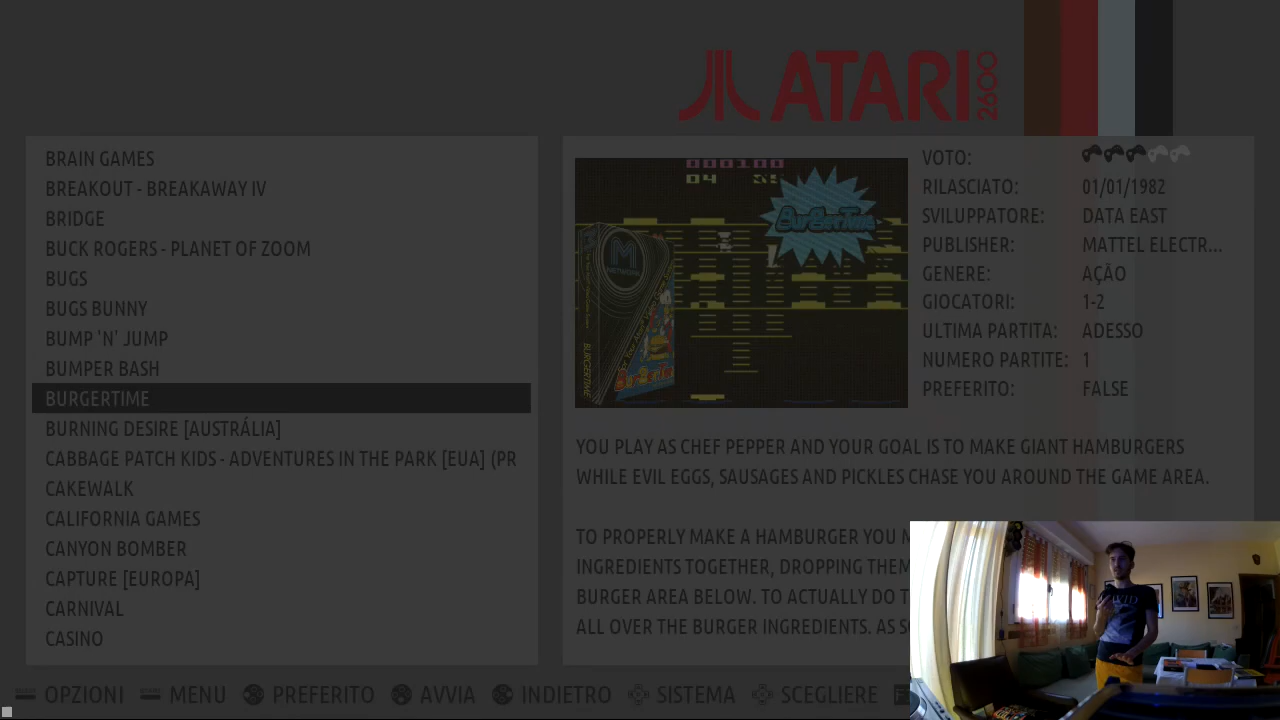 ATARI 2600
BRAIN GAMES
BREAKOUT - BREAKAWAY IV
BRIDGE
BUCK ROGERS - PLANET OF ZOOM
BUGS
BUGS BUNNY
BUMP 'N' JUMP
BUMPER BASH
BURGERTIME
BURNING DESIRE [AUSTRÁLIA]
CABBAGE PATCH KIDS - ADVENTURES IN THE PARK [EUA] (PR
CAKEWALK
CALIFORNIA GAMES
CANYON BOMBER
CAPTURE [EUROPA]
CARNIVAL
CASINO
000100
04
BurgerTime
M
BURGERTIME
BurgerTime
VOTO:
RILASCIATO: 01/01/1982
SVILUPPATORE: DATA EAST
PUBLISHER: MATTEL ELECTR...
GENERE: AÇÃO
GIOCATORI: 1-2
ULTIMA PARTITA: ADESSO
NUMERO PARTITE: 1
PREFERITO: FALSE
YOU PLAY AS CHEF PEPPER AND YOUR GOAL IS TO MAKE GIANT HAMBURGERS
WHILE EVIL EGGS, SAUSAGES AND PICKLES CHASE YOU AROUND THE GAME AREA.
TO PROPERLY MAKE A HAMBURGER YOU M
INGREDIENTS TOGETHER, DROPPING THEM
BURGER AREA BELOW. TO ACTUALLY DO T
ALL OVER THE BURGER INGREDIENTS. AS S
OPZIONI MENU PREFERITO AVVIA INDIETRO SISTEMA SCEGLIERE